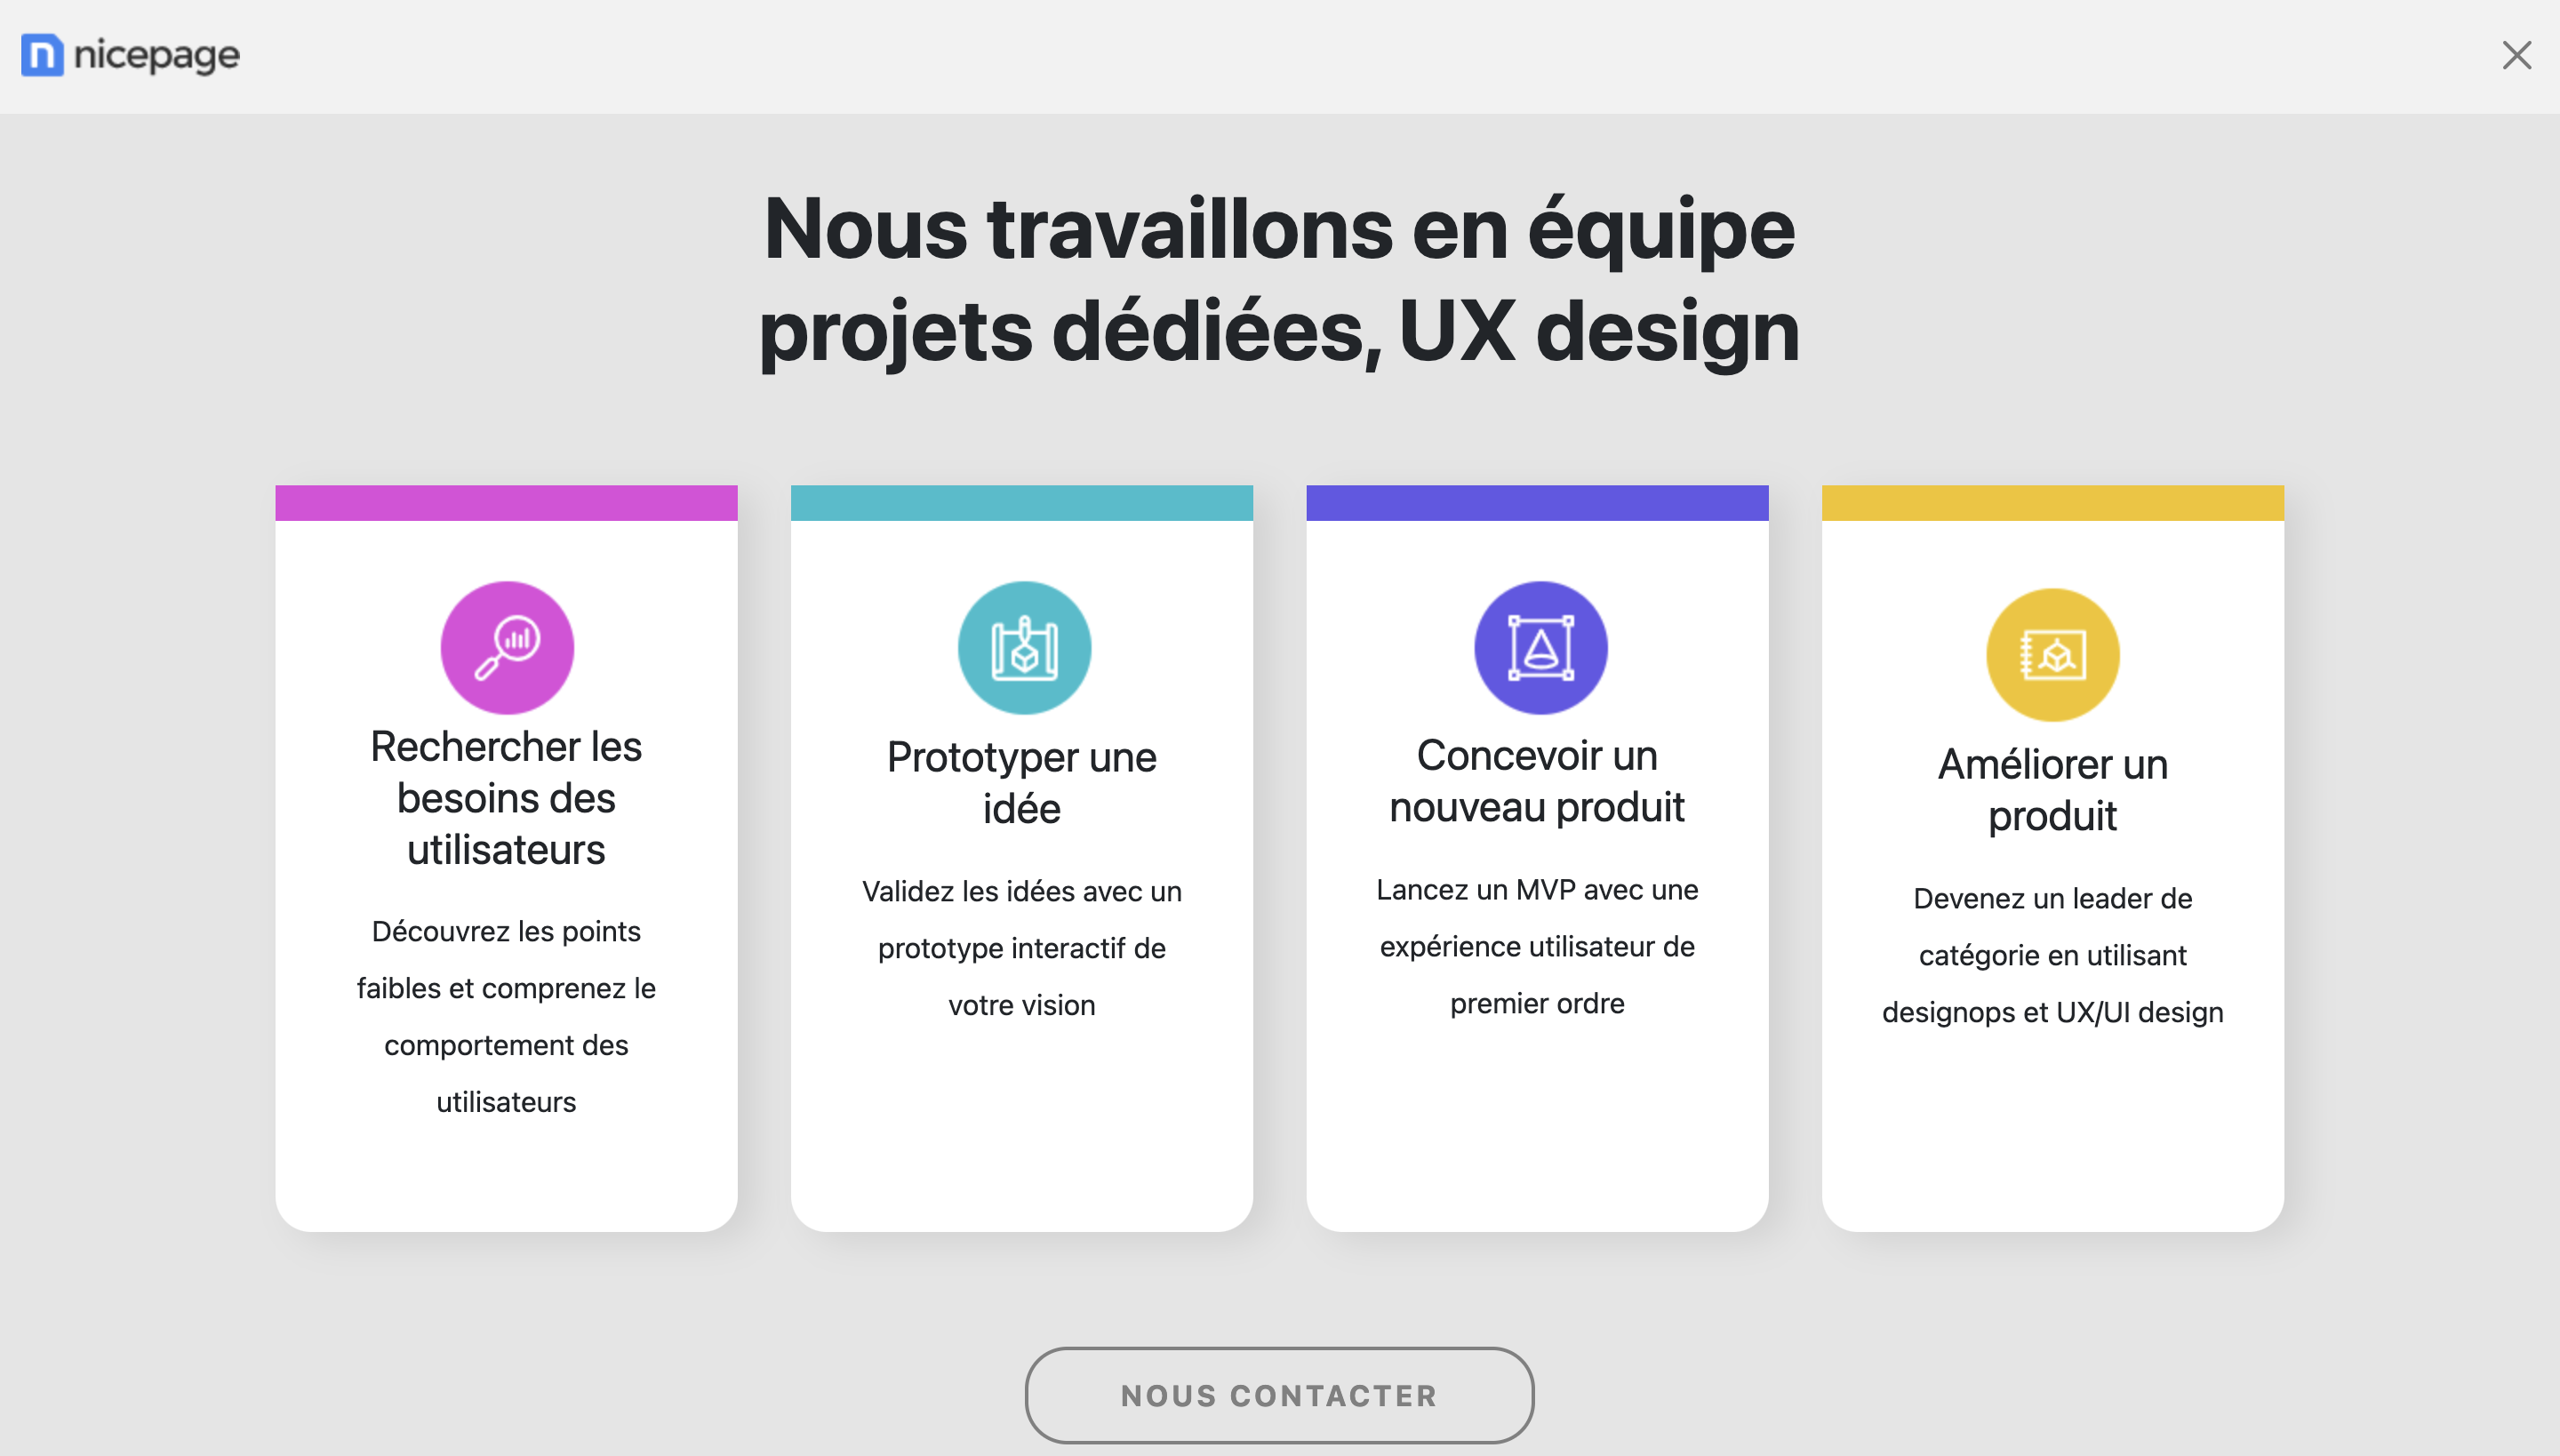 nicepage
Nous travaillons en équipe
projets dédiées, UX design
Rechercher les
besoins des
utilisateurs
Découvrez les points
faibles et comprenez le
comportement des
utilisateurs
Prototyper une
idée
Validez les idées avec un
prototype interactif de
votre vision
Concevoir un
nouveau produit
Lancez un MVP avec une
expérience utilisateur de
premier ordre
Améliorer un
produit
Devenez un leader de
catégorie en utilisant
designops et UX/UI design
NOUS CONTACTER